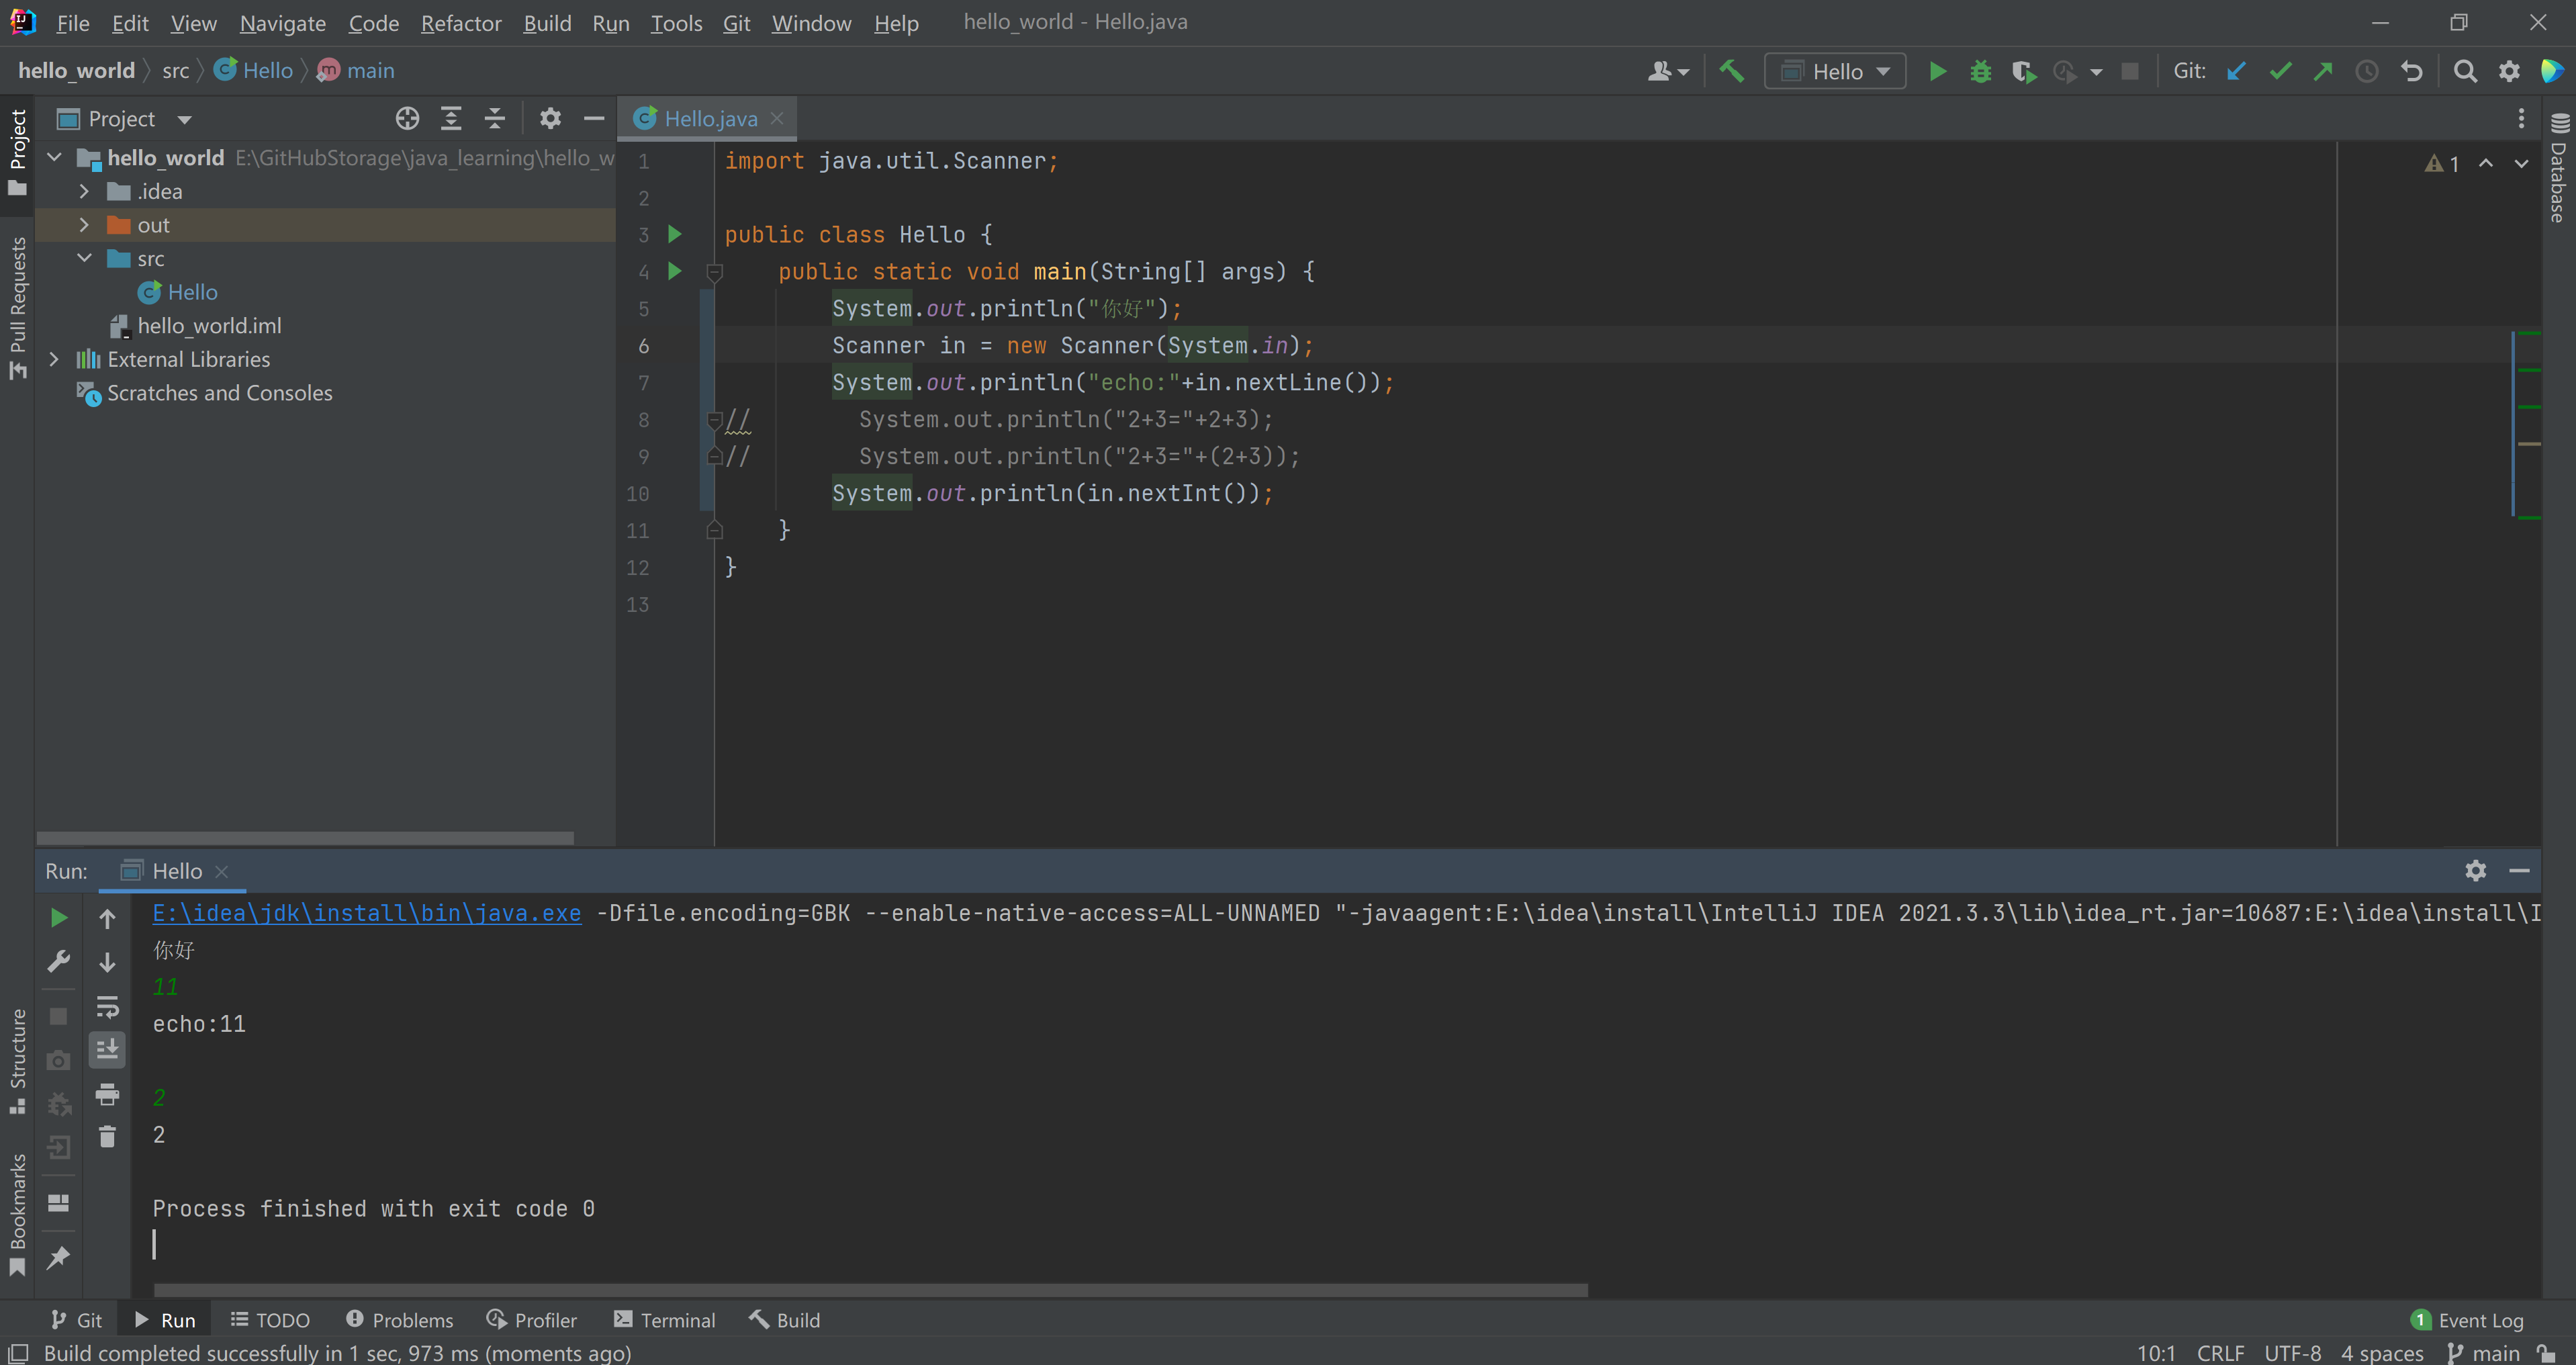 File Edit View Navigate Code Refactor Build Run Tools Git Window Help hello_world - Hello.java
hello_world src Hello main Hello Git:
Project Hello.java
Project
Pull Requests
Structure
Bookmarks
Database
hello_world E:\GitHubStorage\java_learning\hello_w
.idea
out
src
Hello
hello_world.iml
External Libraries
Scratches and Consoles
1
1 import java.util.Scanner;
2
3 public class Hello {
4 public static void main(String[] args) {
5 System.out.println("你好");
6 Scanner in = new Scanner(System.in);
7 System.out.println("echo:"+in.nextLine());
8 // System.out.println("2+3="+2+3);
9 // System.out.println("2+3="+(2+3));
10 System.out.println(in.nextInt());
11 }
12 }
13
Run: Hello
E:\idea\jdk\install\bin\java.exe -Dfile.encoding=GBK --enable-native-access=ALL-UNNAMED "-javaagent:E:\idea\install\IntelliJ IDEA 2021.3.3\lib\idea_rt.jar=10687:E:\idea\install\I
你好
11
echo:11
2
2
Process finished with exit code 0
Git Run TODO Problems Profiler Terminal Build 1 Event Log
Build completed successfully in 1 sec, 973 ms (moments ago) 10:1 CRLF UTF-8 4 spaces main